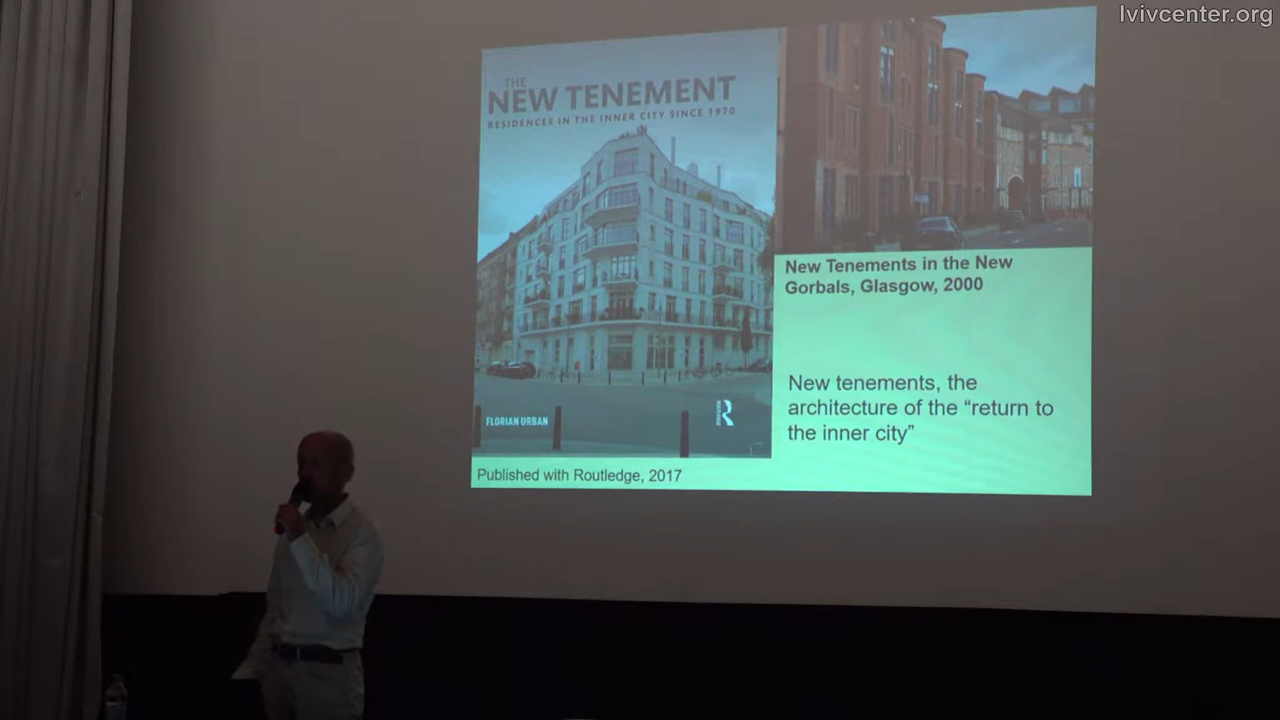 lvivcenter.org
THE
NEW TENEMENT
RESIDENCES IN THE INNER CITY SINCE 1970
FLORIAN URBAN
Published with Routledge, 2017
New Tenements in the New
Gorbals, Glasgow, 2000
New tenements, the
architecture of the “return to
the inner city”